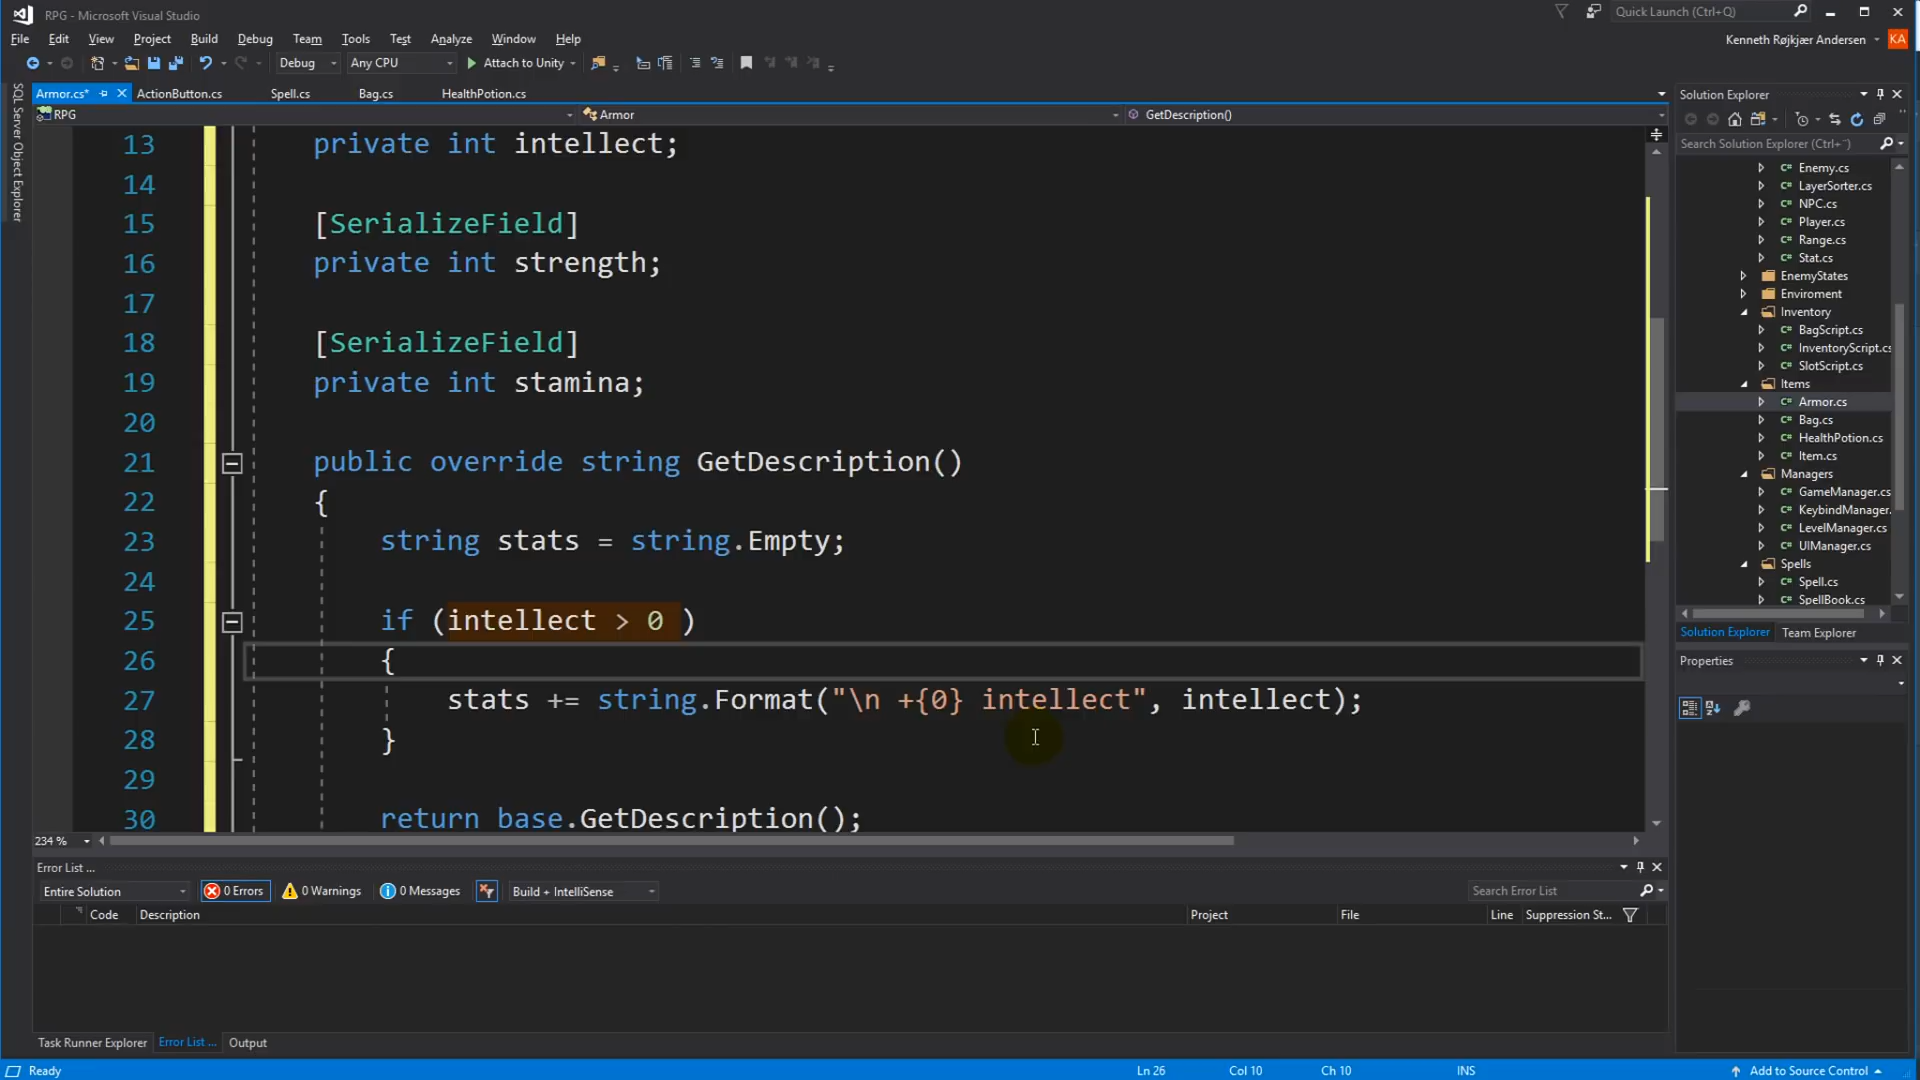 RPG - Microsoft Visual Studio
Quick Launch (Ctrl+Q)
File Edit View Project Build Debug Team Tools Test Analyze Window Help
Kenneth Røjkjær Andersen KA
Debug Any CPU Attach to Unity
Armor.cs* ActionButton.cs Spell.cs Bag.cs HealthPotion.cs
RPG Armor GetDescription()
SQL Server Object Explorer
13 private int intellect;
14
15 [SerializeField]
16 private int strength;
17
18 [SerializeField]
19 private int stamina;
20
21 public override string GetDescription()
22 {
23 string stats = string.Empty;
24
25 if (intellect > 0 )
26 {
27 stats += string.Format("\n +{0} intellect", intellect);
28 }
29
30 return base.GetDescription();
234 %
Solution Explorer
Search Solution Explorer (Ctrl+¨)
C# Enemy.cs
C# LayerSorter.cs
C# NPC.cs
C# Player.cs
C# Range.cs
C# Stat.cs
EnemyStates
Enviroment
Inventory
C# BagScript.cs
C# InventoryScript.cs
C# SlotScript.cs
Items
C# Armor.cs
C# Bag.cs
C# HealthPotion.cs
C# Item.cs
Managers
C# GameManager.cs
C# KeybindManager.
C# LevelManager.cs
C# UIManager.cs
Spells
C# Spell.cs
C# SpellBook.cs
Solution Explorer Team Explorer
Properties
Error List ...
Entire Solution 0 Errors 0 Warnings 0 Messages Build + IntelliSense Search Error List
Code Description Project File Line Suppression St...
Task Runner Explorer Error List ... Output
Ready Ln 26 Col 10 Ch 10 INS Add to Source Control